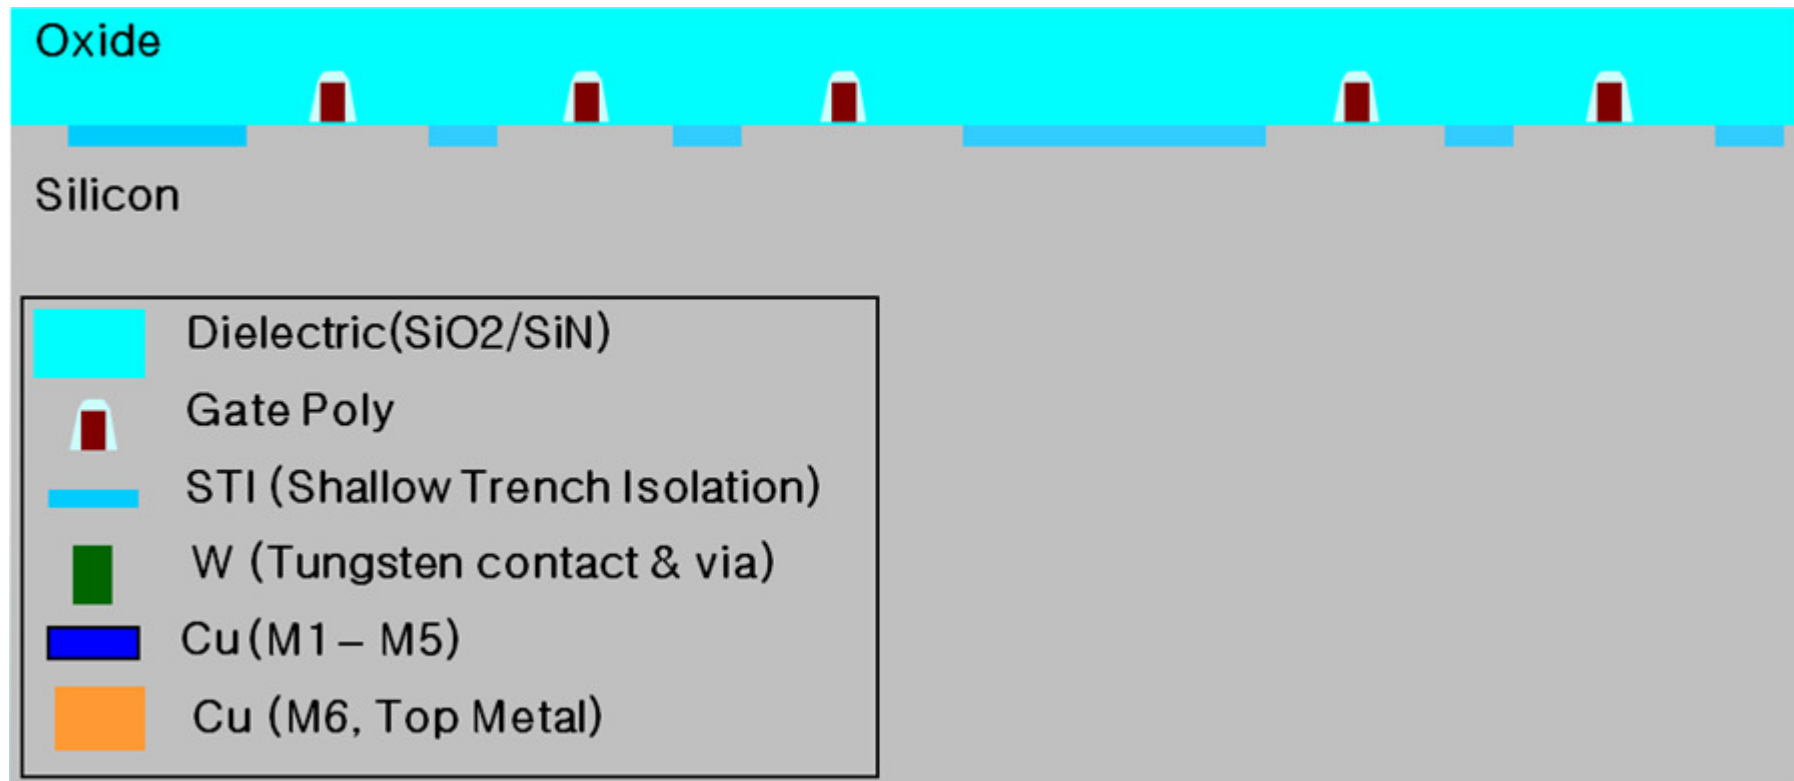 Oxide
Silicon
Dielectric(SiO2/SiN)
Gate Poly
STI (Shallow Trench Isolation)
W (Tungsten contact & via)
Cu(M1– M5)
Cu (M6, Top Metal)